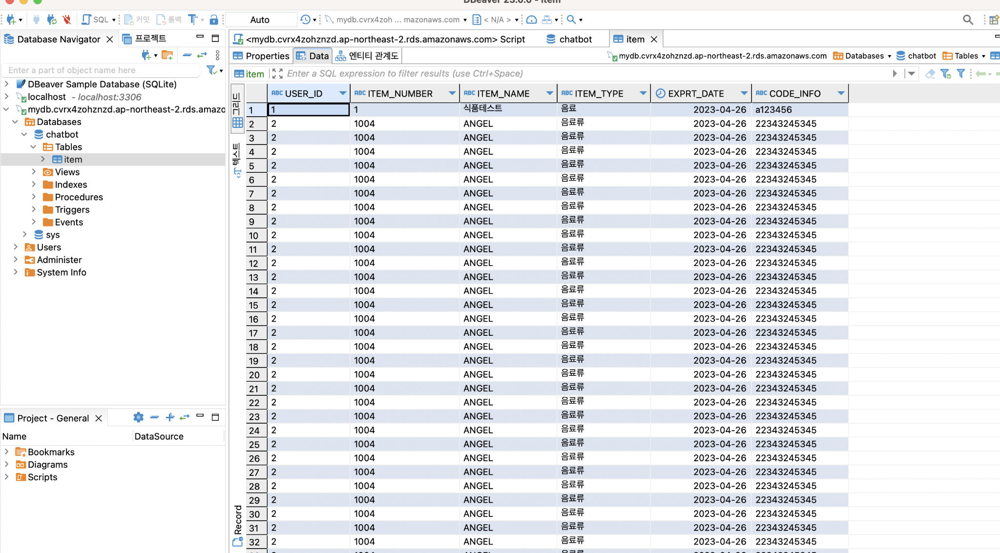 DBeaver 23.0.0 - item
SQL 커밋 롤백 Auto mydb.cvrx4zoh ... mazonaws.com < N/A >
Database Navigator 프로젝트
<mydb.cvrx4zohznzd.ap-northeast-2.rds.amazonaws.com> Script chatbot item
Properties Data 엔티티 관계도 mydb.cvrx4zohznzd.ap-northeast-2.rds.amazonaws.com Databases chatbot Tables
Enter a part of object name here
item Enter a SQL expression to filter results (use Ctrl+Space)
DBeaver Sample Database (SQLite)
localhost - localhost:3306
mydb.cvrx4zohznzd.ap-northeast-2.rds.amazo
Databases
chatbot
Tables
item
Views
Indexes
Procedures
Triggers
Events
sys
Users
Administer
System Info
Project - General
Name DataSource
Bookmarks
Diagrams
Scripts
그리드
텍스트
Record
USER_ID ITEM_NUMBER ITEM_NAME ITEM_TYPE EXPRT_DATE CODE_INFO
1 1 1 식품테스트 음료 2023-04-26 a123456
2 2 1004 ANGEL 음료류 2023-04-26 22343245345
3 2 1004 ANGEL 음료류 2023-04-26 22343245345
4 2 1004 ANGEL 음료류 2023-04-26 22343245345
5 2 1004 ANGEL 음료류 2023-04-26 22343245345
6 2 1004 ANGEL 음료류 2023-04-26 22343245345
7 2 1004 ANGEL 음료류 2023-04-26 22343245345
8 2 1004 ANGEL 음료류 2023-04-26 22343245345
9 2 1004 ANGEL 음료류 2023-04-26 22343245345
10 2 1004 ANGEL 음료류 2023-04-26 22343245345
11 2 1004 ANGEL 음료류 2023-04-26 22343245345
12 2 1004 ANGEL 음료류 2023-04-26 22343245345
13 2 1004 ANGEL 음료류 2023-04-26 22343245345
14 2 1004 ANGEL 음료류 2023-04-26 22343245345
15 2 1004 ANGEL 음료류 2023-04-26 22343245345
16 2 1004 ANGEL 음료류 2023-04-26 22343245345
17 2 1004 ANGEL 음료류 2023-04-26 22343245345
18 2 1004 ANGEL 음료류 2023-04-26 22343245345
19 2 1004 ANGEL 음료류 2023-04-26 22343245345
20 2 1004 ANGEL 음료류 2023-04-26 22343245345
21 2 1004 ANGEL 음료류 2023-04-26 22343245345
22 2 1004 ANGEL 음료류 2023-04-26 22343245345
23 2 1004 ANGEL 음료류 2023-04-26 22343245345
24 2 1004 ANGEL 음료류 2023-04-26 22343245345
25 2 1004 ANGEL 음료류 2023-04-26 22343245345
26 2 1004 ANGEL 음료류 2023-04-26 22343245345
27 2 1004 ANGEL 음료류 2023-04-26 22343245345
28 2 1004 ANGEL 음료류 2023-04-26 22343245345
29 2 1004 ANGEL 음료류 2023-04-26 22343245345
30 2 1004 ANGEL 음료류 2023-04-26 22343245345
31 2 1004 ANGEL 음료류 2023-04-26 22343245345
32 2 1004 ANGEL 음료류 2023-04-26 22343245345